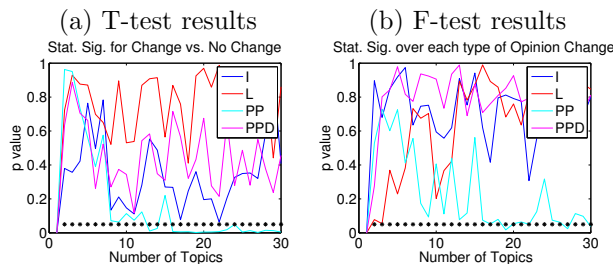 (a) T-test results
Stat. Sig. for Change vs. No Change
p value
1
0.8
0.6
0.4
0.2
0
0
10
20
30
Number of Topics
I
L
PP
PPD
(b) F-test results
Stat. Sig. over each type of Opinion Change
p value
1
0.8
0.6
0.4
0.2
0
0
10
20
30
Number of Topics
I
L
PP
PPD